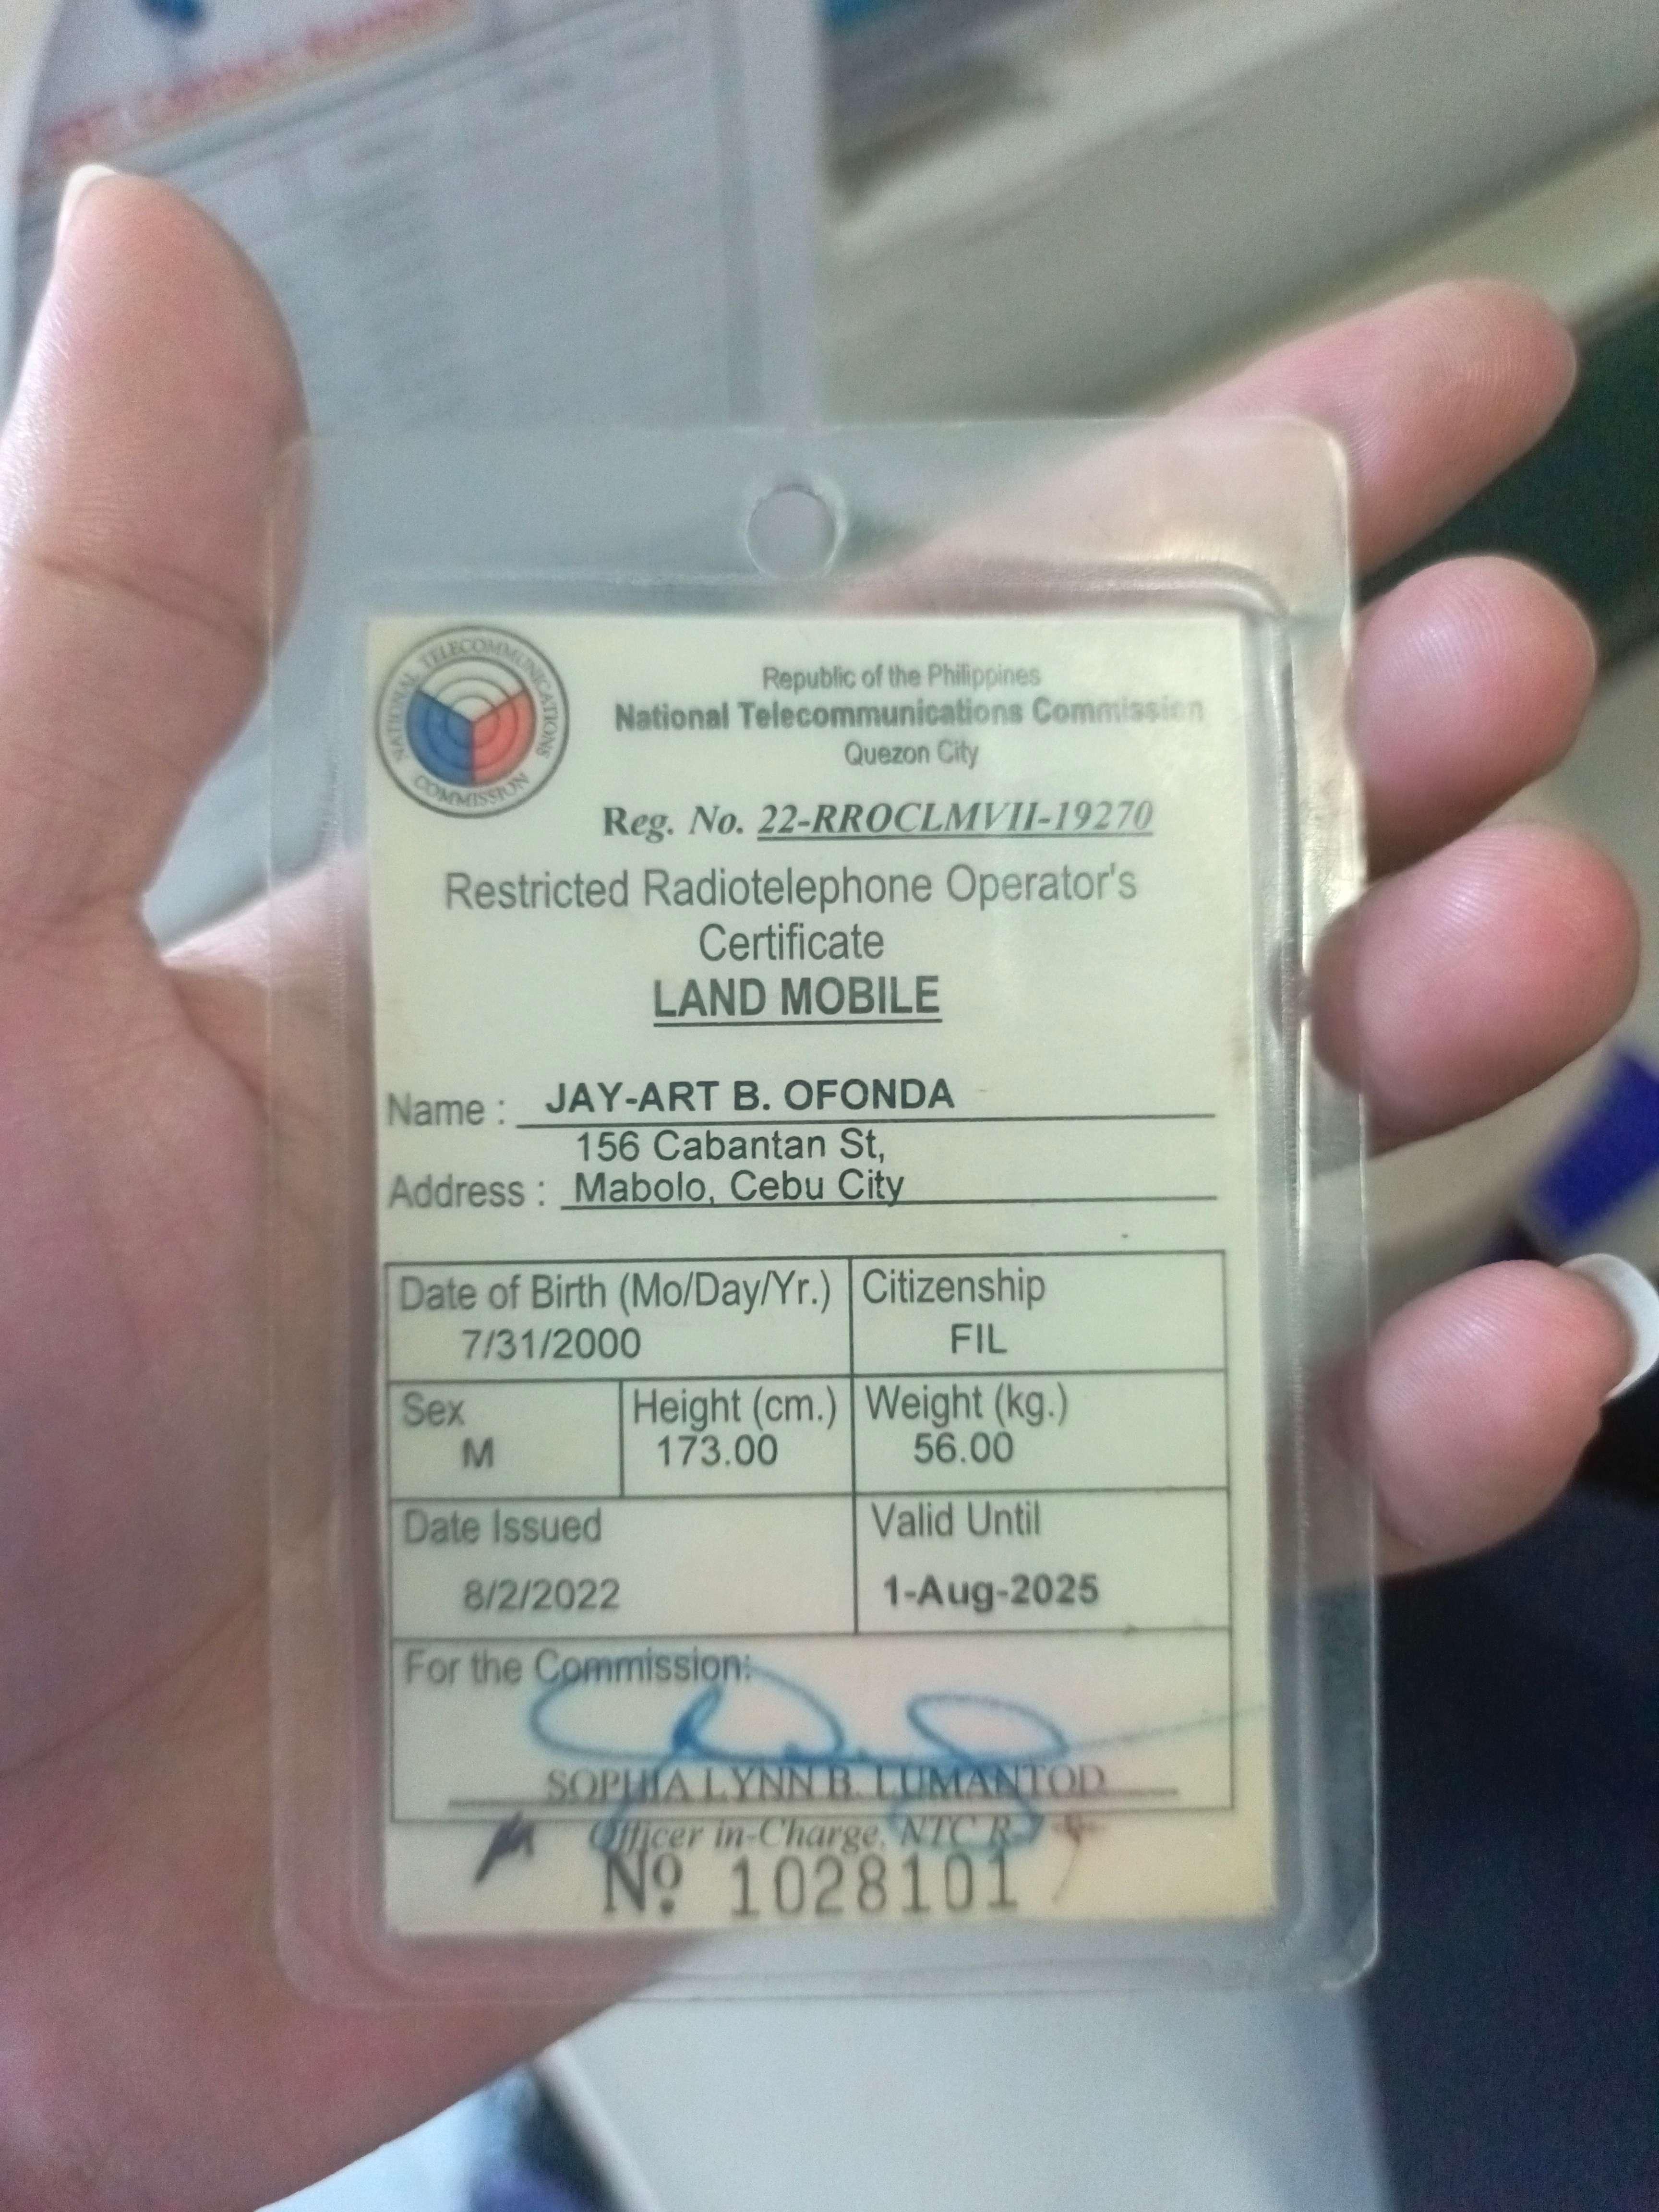 NATIONAL TELECOMMUNICATIONS COMMISSION
Republic of the Philippines
National Telecommunications Commission
Quezon City
Reg. No. 22-RROCLMVII-19270
Restricted Radiotelephone Operator's
Certificate
LAND MOBILE
Name : JAY-ART B. OFONDA
156 Cabantan St,
Address : Mabolo, Cebu City
Date of Birth (Mo/Day/Yr.) Citizenship
7/31/2000 FIL
Sex Height (cm.) Weight (kg.)
M 173.00 56.00
Date Issued Valid Until
8/2/2022 1-Aug-2025
For the Commission:
SOPHIA LYNN B. LUMANTOD
Officer in-Charge, NTC R-7
Nº 1028101